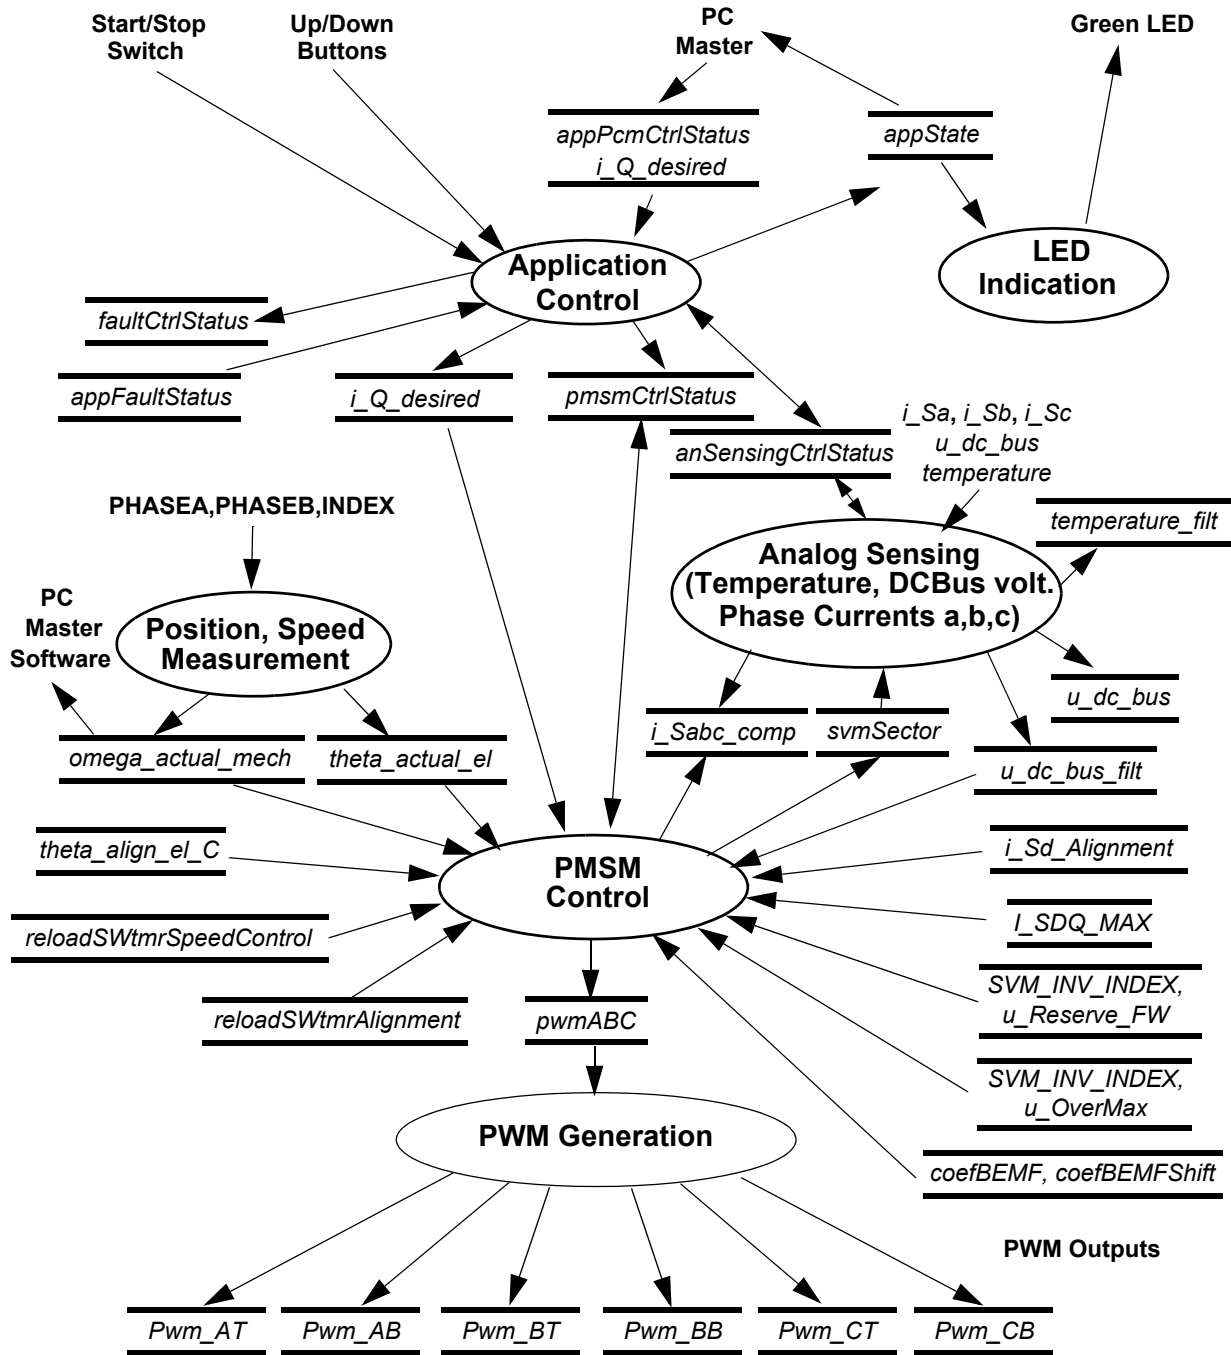 Start/Stop
Switch
Up/Down
Buttons
PC
Master
Green LED
appPcmCtrlStatus
i_Q_desired
appState
Application
Control
LED
Indication
faultCtrlStatus
appFaultStatus
i_Q_desired
pmsmCtrlStatus
anSensingCtrlStatus
i_Sa, i_Sb, i_Sc
u_dc_bus
temperature
PHASEA,PHASEB,INDEX
temperature_filt
Analog Sensing
(Temperature, DCBus volt.
Phase Currents a,b,c)
PC
Master
Software
Position, Speed
Measurement
u_dc_bus
omega_actual_mech
theta_actual_el
i_Sabc_comp
svmSector
u_dc_bus_filt
theta_align_el_C
PMSM
Control
i_Sd_Alignment
reloadSWtmrSpeedControl
I_SDQ_MAX
reloadSWtmrAlignment
pwmABC
SVM_INV_INDEX,
u_Reserve_FW
SVM_INV_INDEX,
u_OverMax
PWM Generation
coefBEMF, coefBEMFShift
PWM Outputs
Pwm_AT
Pwm_AB
Pwm_BT
Pwm_BB
Pwm_CT
Pwm_CB